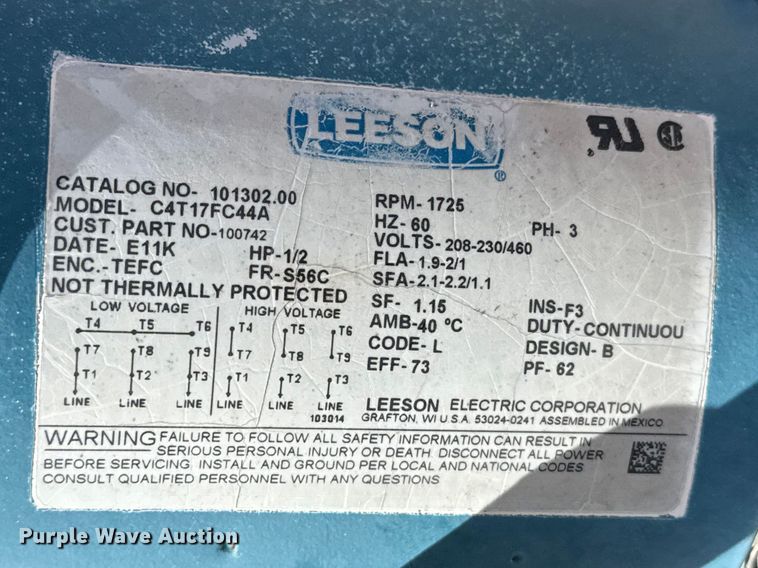 LEESON
®
UR
CATALOG NO- 101302.00
MODEL- C4T17FC44A
CUST. PART NO-100742
DATE- E11K HP-1/2
ENC.-TEFC FR-S56C
NOT THERMALLY PROTECTED
RPM- 1725
HZ- 60 PH- 3
VOLTS- 208-230/460
FLA- 1.9-2/1
SFA- 2.1-2.2/1.1
SF- 1.15 INS-F3
AMB-40 °C DUTY-CONTINUOU
CODE- L DESIGN- B
EFF- 73 PF- 62
LOW VOLTAGE HIGH VOLTAGE
T4 T5 T6 T4 T5 T6
T7 T8 T9 T7 T8 T9
T1 T2 T3 T1 T2 T3
LINE LINE LINE LINE LINE LINE
103014
LEESON ELECTRIC CORPORATION
GRAFTON, WI U.S.A. 53024-0241 ASSEMBLED IN MEXICO
WARNING FAILURE TO FOLLOW ALL SAFETY INFORMATION CAN RESULT IN
SERIOUS PERSONAL INJURY OR DEATH. DISCONNECT ALL POWER
BEFORE SERVICING. INSTALL AND GROUND PER LOCAL AND NATIONAL CODES
CONSULT QUALIFIED PERSONNEL WITH ANY QUESTIONS
Purple Wave Auction